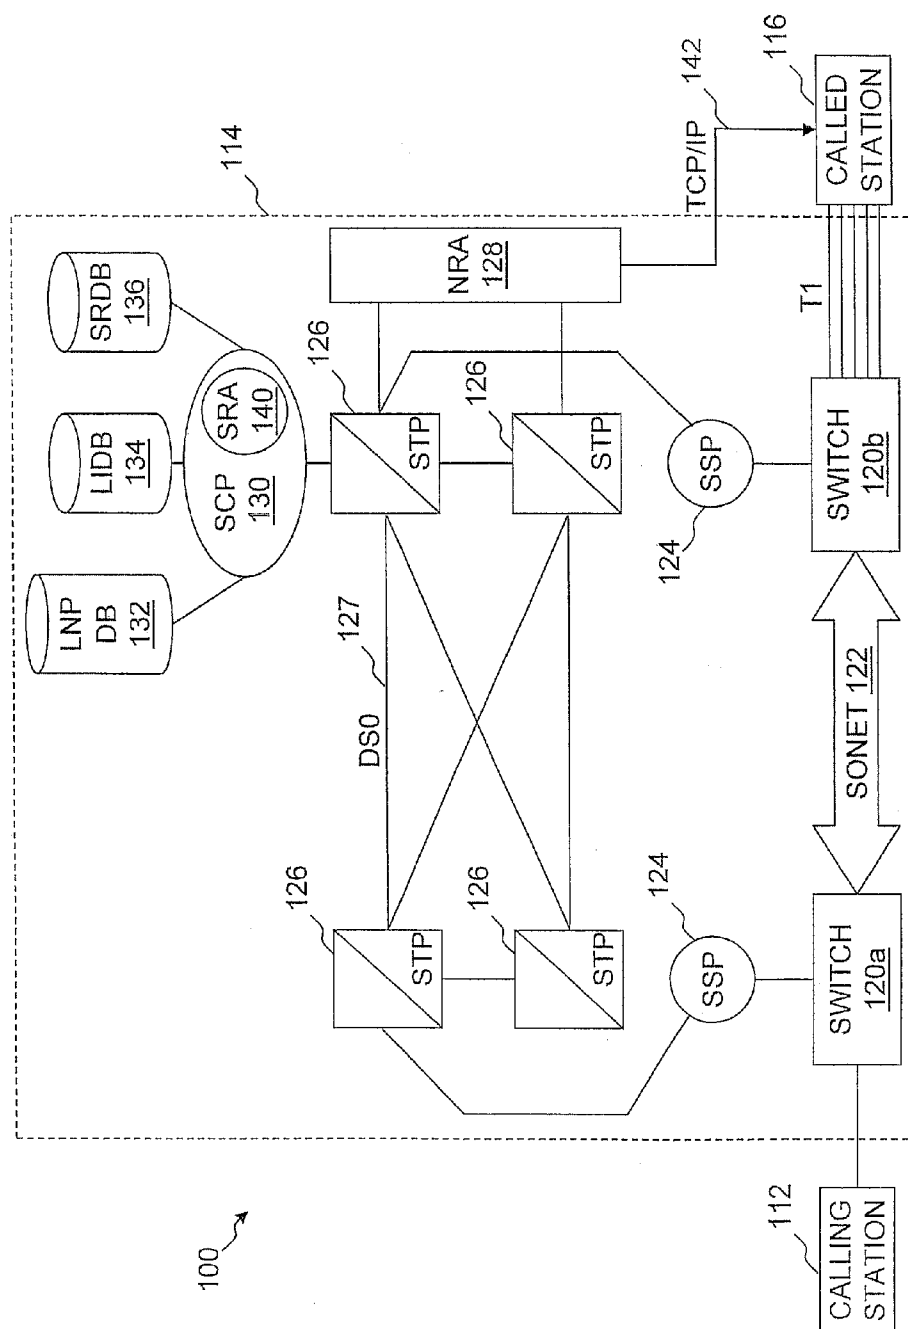 100
114
LNP
DB
132
LIDB
134
SRDB
136
SCP
130
SRA
140
126
STP
126
STP
DS0
127
126
STP
126
STP
NRA
128
TCP/IP
142
124
SSP
124
SSP
112
CALLING
STATION
SWITCH
120a
SONET 122
SWITCH
120b
T1
116
CALLED
STATION